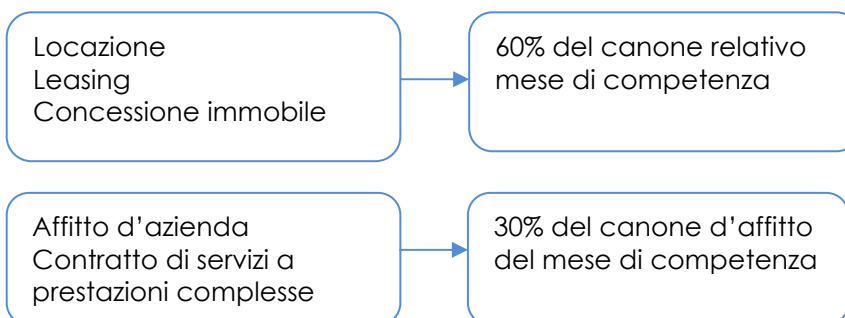 Locazione
Leasing
Concessione immobile
60% del canone relativo
mese di competenza
Affitto d’azienda
Contratto di servizi a
prestazioni complesse
30% del canone d’affitto
del mese di competenza